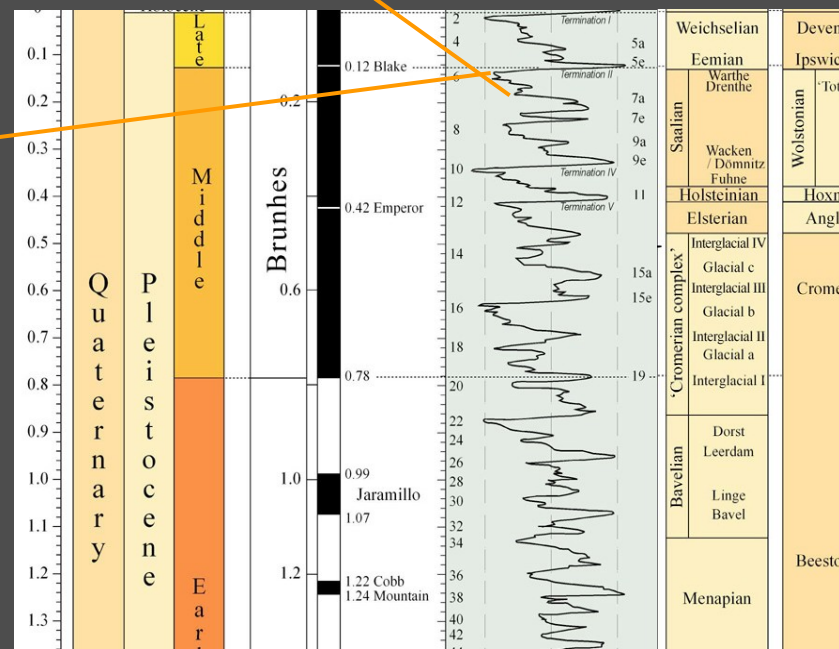 0.1
0.2
0.3
0.4
0.5
0.6
0.7
0.8
0.9
1.0
1.1
1.2
1.3
Quaternary
Pleistocene
Late
Middle
Brunhes
0.2
0.6
1.0
1.2
0.12 Blake
0.42 Emperor
0.78
0.99
Jaramillo
1.07
1.22 Cobb
1.24 Mountain
2
4
6
8
10
12
14
16
18
20
22
24
26
28
30
32
34
36
38
40
42
Termination I
Termination II
Termination IV
Termination V
5a
5e
7a
7e
9a
9e
11
15a
15e
19
Weichselian
Eemian
Saalian
Warthe
Drenthe
Wacken
/ Dömnitz
Fuhne
Holsteinian
Elsterian
'Cromerian complex'
Interglacial IV
Glacial c
Interglacial III
Glacial b
Interglacial II
Glacial a
Interglacial I
Bavelian
Dorst
Leerdam
Linge
Bavel
Menapian
Wolstonian